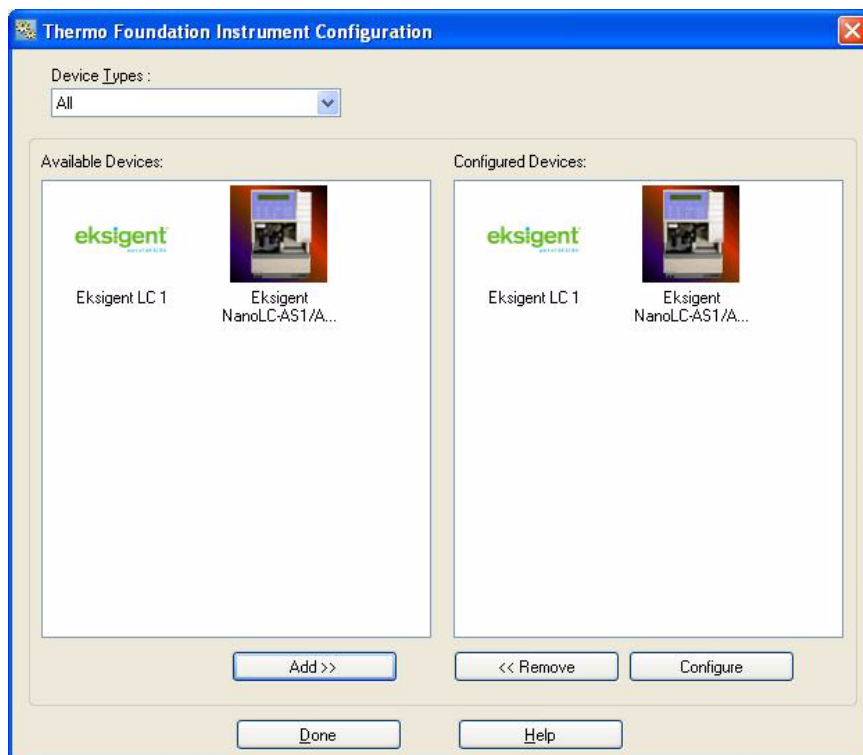 Thermo Foundation Instrument Configuration
Device Types :
All
Available Devices:
Configured Devices:
eksigent
eksigent
Eksigent LC 1
Eksigent
NanoLC-AS1/A...
Eksigent LC 1
Eksigent
NanoLC-AS1/A...
Add >>
<< Remove
Configure
Done
Help